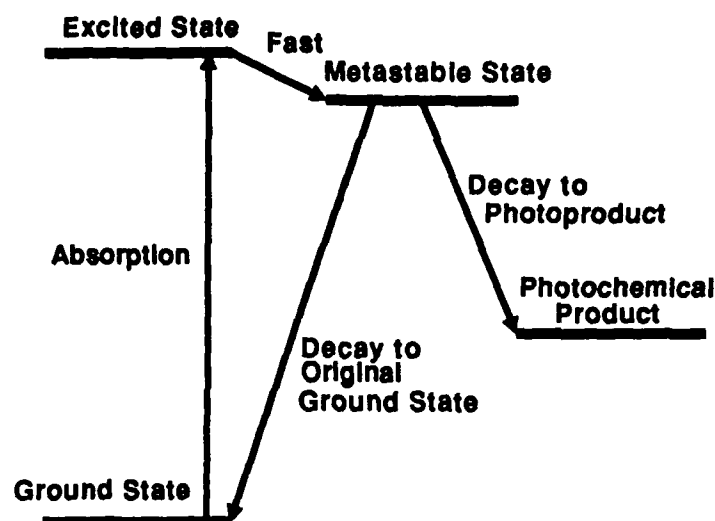 Excited State
Fast
Metastable State
Decay to
Photoproduct
Absorption
Photochemical
Product
Decay to
Original
Ground State
Ground State